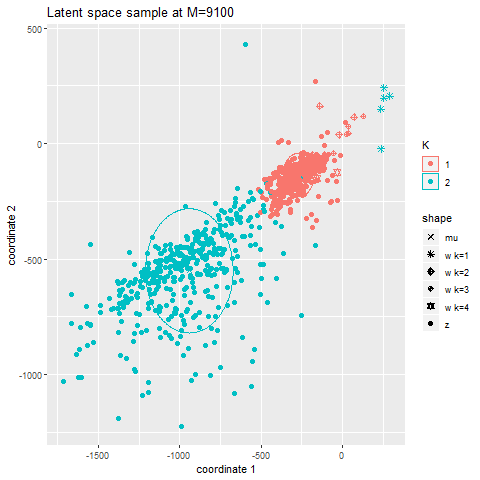 Latent space sample at M=9100
500
0
-500
-1000
coordinate 2
-1500
-1000
-500
0
coordinate 1
K
1
2
shape
mu
w k=1
w k=2
w k=3
w k=4
z